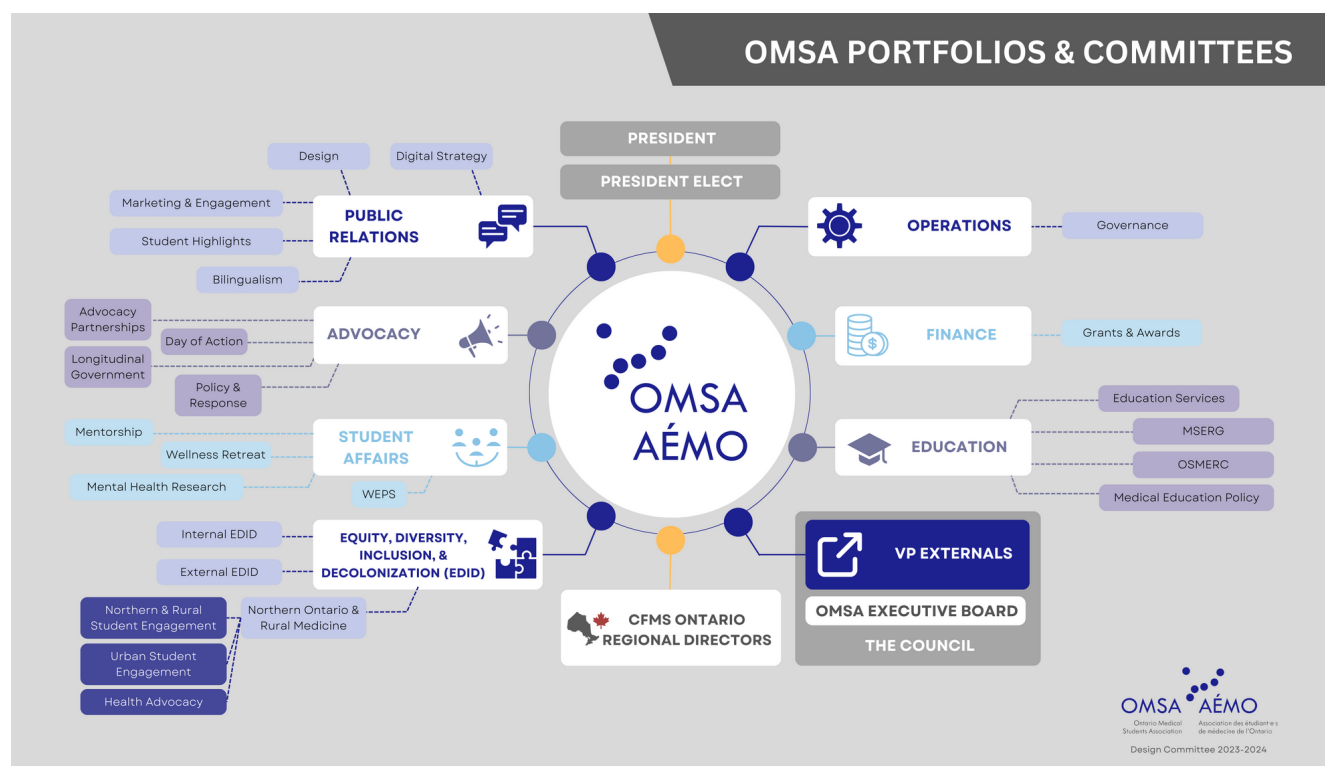 OMSA PORTFOLIOS & COMMITTEES
PRESIDENT
PRESIDENT ELECT
Design
Digital Strategy
Marketing & Engagement
Student Highlights
Bilingualism
PUBLIC
RELATIONS
OPERATIONS
Governance
Advocacy
Partnerships
Day of Action
Longitudinal
Government
Policy &
Response
ADVOCACY
FINANCE
Grants & Awards
OMSA
AÉMO
Mentorship
Wellness Retreat
Mental Health Research
WEPS
STUDENT
AFFAIRS
EDUCATION
Education Services
MSERG
OSMERC
Medical Education Policy
Internal EDID
External EDID
EQUITY, DIVERSITY,
INCLUSION, &
DECOLONIZATION (EDID)
Northern Ontario &
Rural Medicine
Northern & Rural
Student Engagement
Urban Student
Engagement
Health Advocacy
CFMS ONTARIO
REGIONAL DIRECTORS
VP EXTERNALS
OMSA EXECUTIVE BOARD
THE COUNCIL
OMSA AÉMO
Ontario Medical
Students Association
Association des étudiant·e·s
de médecine de l'Ontario
Design Committee 2023-2024